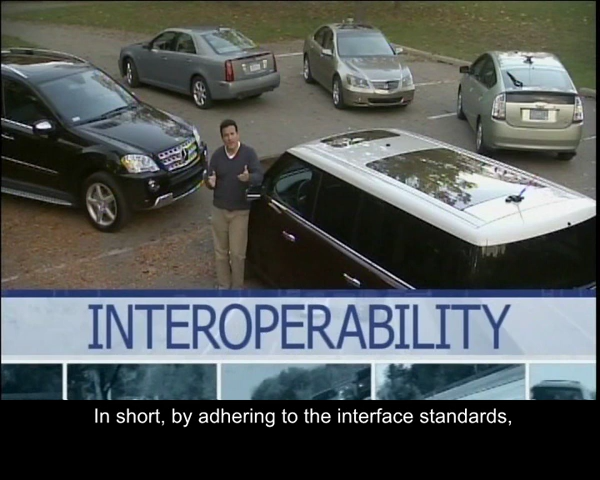 INTEROPERABILITY
In short, by adhering to the interface standards,